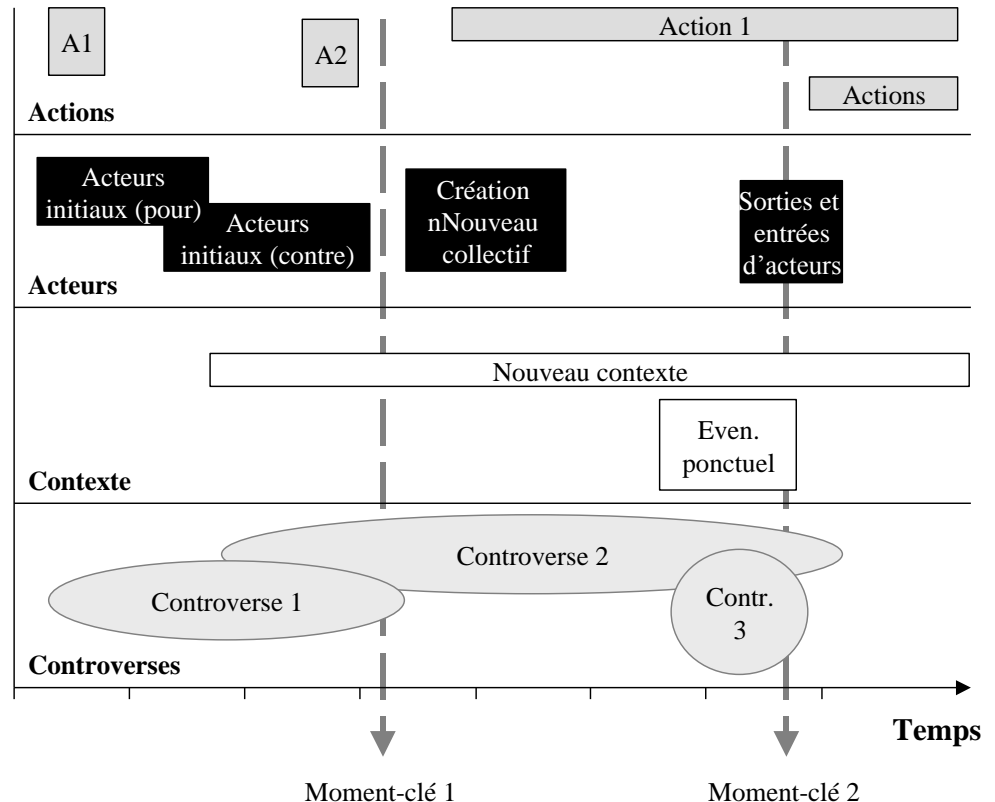 A1
A2
Action 1
Actions
Actions
Acteurs
initiaux (pour)
Acteurs
initiaux (contre)
Création
nNouveau
collectif
Sorties et
entrées
d’acteurs
Acteurs
Nouveau contexte
Even.
ponctuel
Contexte
Controverse 2
Controverse 1
Contr.
3
Controverses
Temps
Moment-clé 1
Moment-clé 2